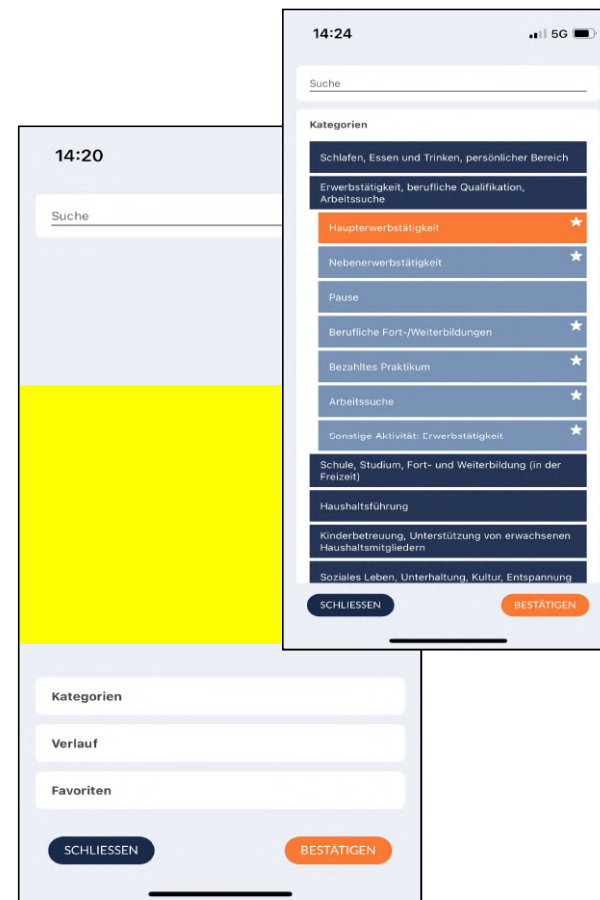 14:20
Suche
Kategorien
Verlauf
Favoriten
SCHLIESSEN
BESTÄTIGEN
14:24
5G
Suche
Kategorien
Schlafen, Essen und Trinken, persönlicher Bereich
Erwerbstätigkeit, berufliche Qualifikation,
Arbeitssuche
Haupterwerbstätigkeit
Nebenerwerbstätigkeit
Pause
Berufliche Fort-/Weiterbildungen
Bezahltes Praktikum
Arbeitssuche
Sonstige Aktivität: Erwerbstätigkeit
Schule, Studium, Fort- und Weiterbildung (in der
Freizeit)
Haushaltsführung
Kinderbetreuung, Unterstützung von erwachsenen
Haushaltsmitgliedern
Soziales Leben, Unterhaltung, Kultur, Entspannung
SCHLIESSEN
BESTÄTIGEN